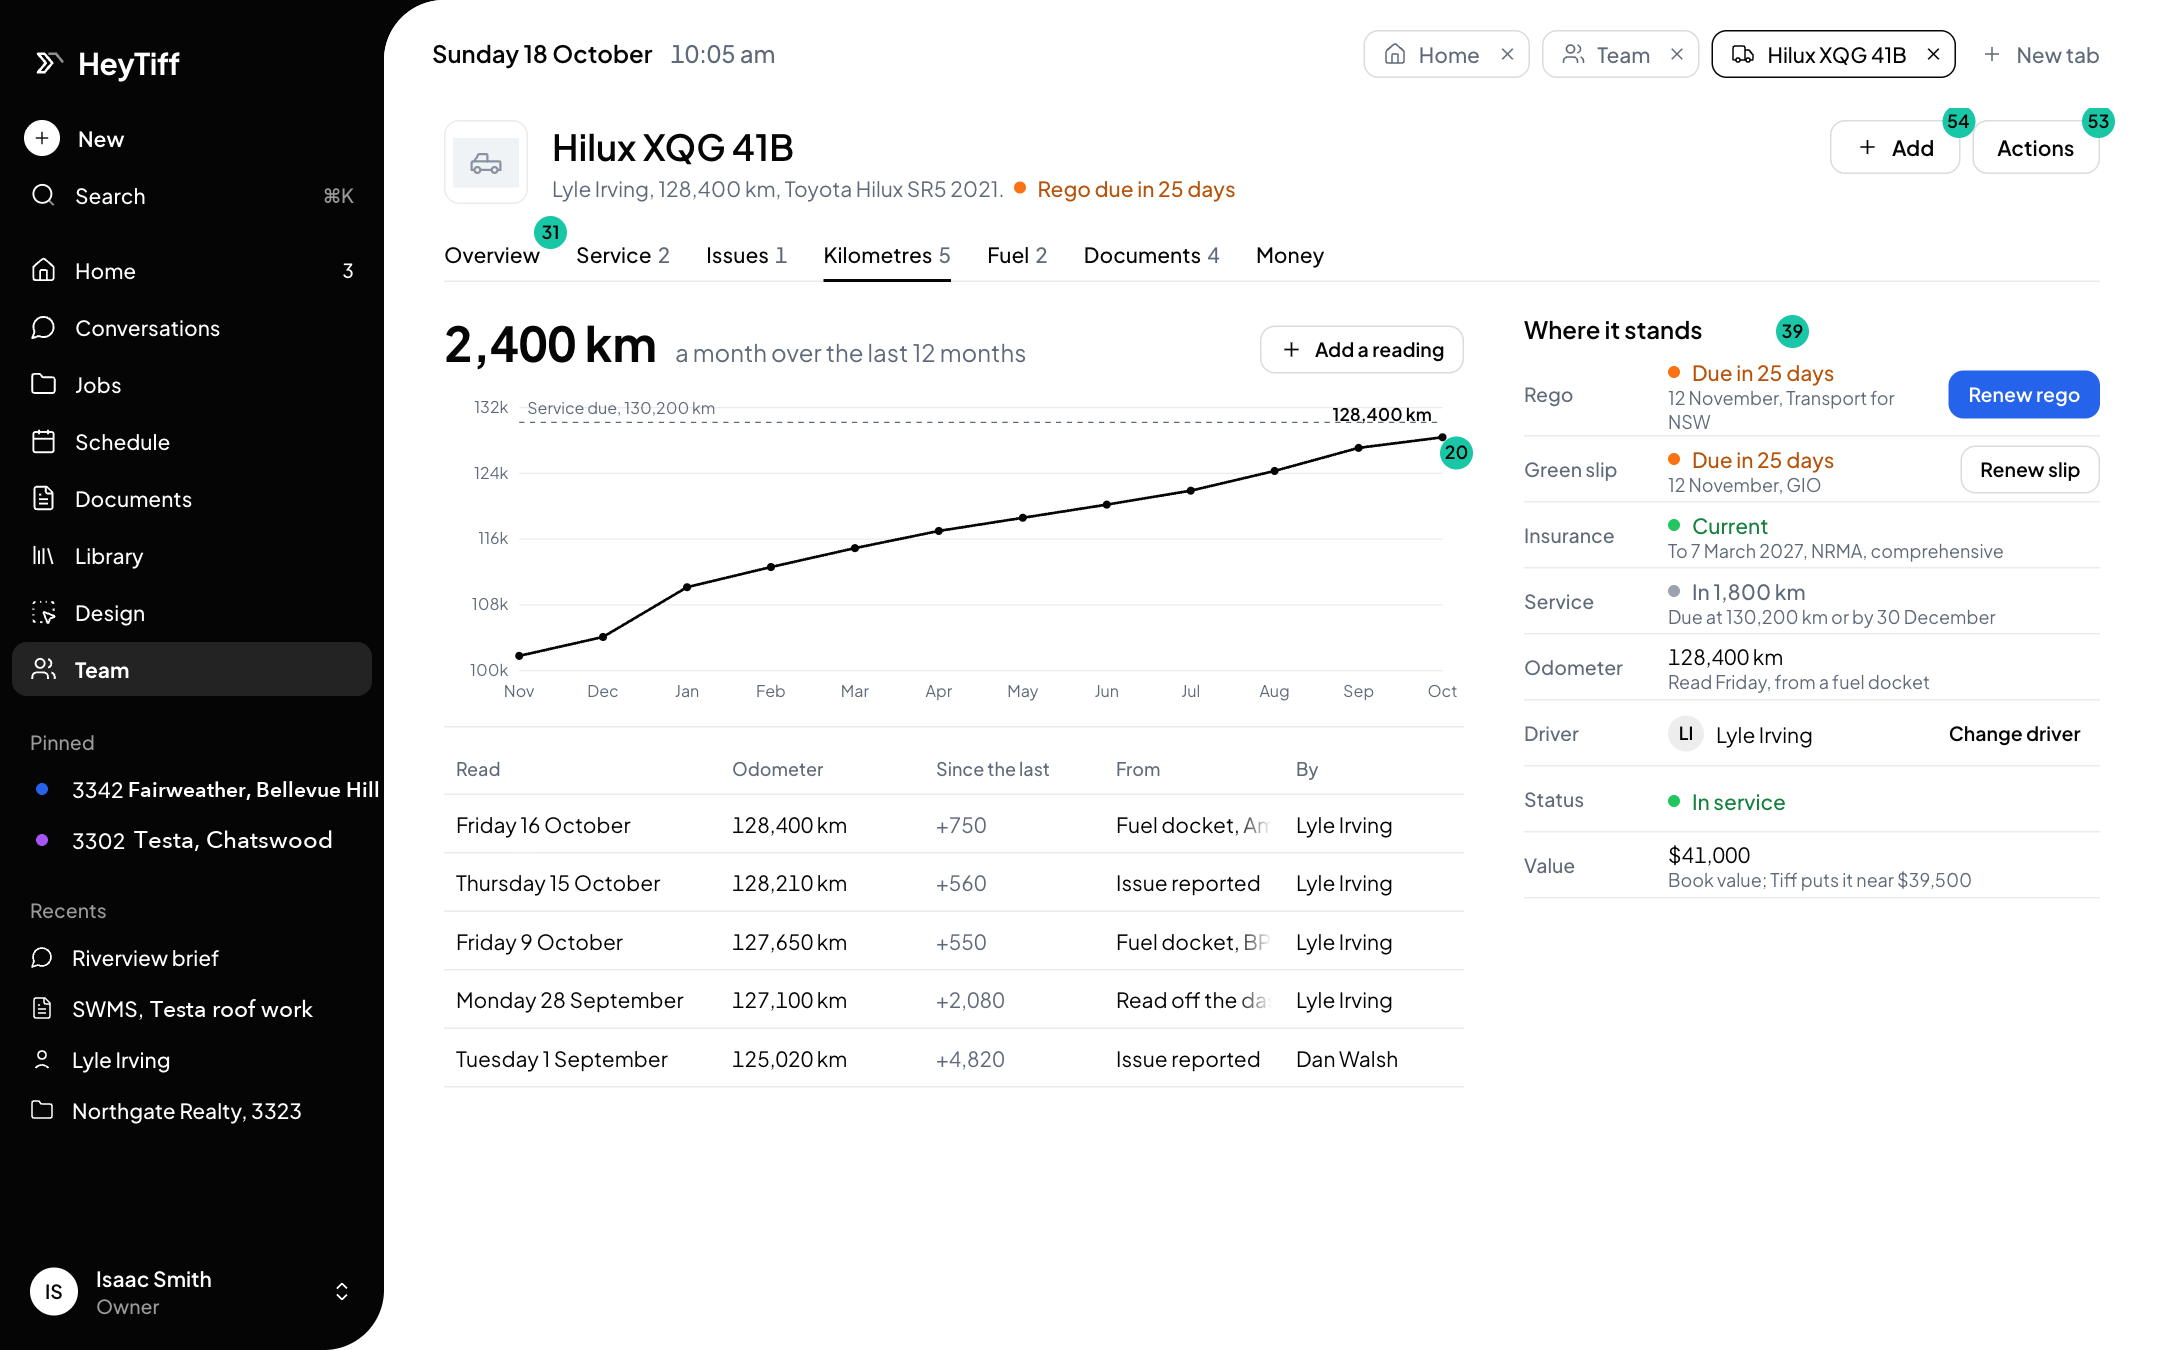 HeyTiff
New
Search ⌘K
Home 3
Conversations
Jobs
Schedule
Documents
Library
Design
Team
Pinned
3342 Fairweather, Bellevue Hill
3302 Testa, Chatswood
Recents
Riverview brief
SWMS, Testa roof work
Lyle Irving
Northgate Realty, 3323
IS
Isaac Smith
Owner
Sunday 18 October 10:05 am
Home
Team
Hilux XQG 41B
New tab
Hilux XQG 41B
Lyle Irving, 128,400 km, Toyota Hilux SR5 2021. Rego due in 25 days
+ Add 54
Actions 53
Overview 31
Service 2
Issues 1
Kilometres 5
Fuel 2
Documents 4
Money
2,400 km a month over the last 12 months
+ Add a reading
132k
Service due, 130,200 km
128,400 km
20
124k
116k
108k
100k
Nov Dec Jan Feb Mar Apr May Jun Jul Aug Sep Oct
Read Odometer Since the last From By
Friday 16 October 128,400 km +750 Fuel docket, Lyle Irving
Thursday 15 October 128,210 km +560 Issue reported Lyle Irving
Friday 9 October 127,650 km +550 Fuel docket, BP Lyle Irving
Monday 28 September 127,100 km +2,080 Read off the Lyle Irving
Tuesday 1 September 125,020 km +4,820 Issue reported Dan Walsh
Where it stands 39
Rego
Due in 25 days
12 November, Transport for
NSW
Renew rego
Green slip
Due in 25 days
12 November, GIO
Renew slip
Insurance
Current
To 7 March 2027, NRMA, comprehensive
Service
In 1,800 km
Due at 130,200 km or by 30 December
Odometer
128,400 km
Read Friday, from a fuel docket
Driver
LI Lyle Irving
Change driver
Status
In service
Value
$41,000
Book value; Tiff puts it near $39,500